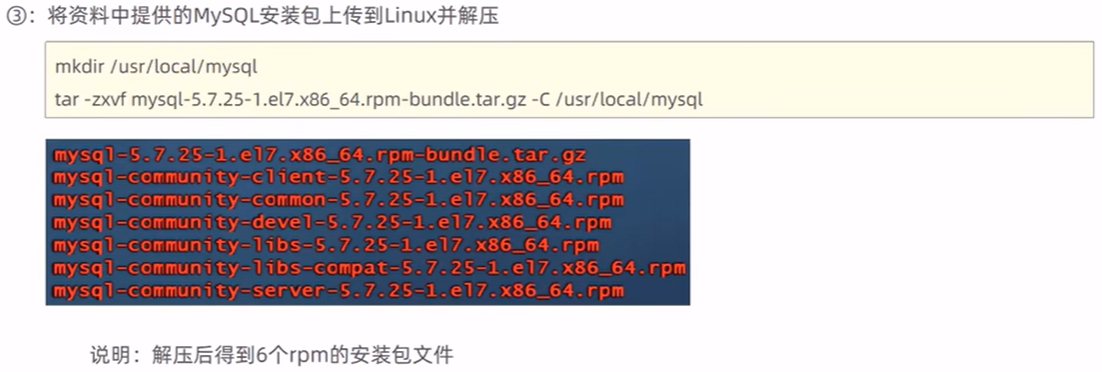 ③：将资料中提供的MySQL安装包上传到Linux并解压
mkdir /usr/local/mysql
tar -zxvf mysql-5.7.25-1.el7.x86_64.rpm-bundle.tar.gz -C /usr/local/mysql
mysql-5.7.25-1.el7.x86_64.rpm-bundle.tar.gz
mysql-community-client-5.7.25-1.el7.x86_64.rpm
mysql-community-common-5.7.25-1.el7.x86_64.rpm
mysql-community-devel-5.7.25-1.el7.x86_64.rpm
mysql-community-libs-5.7.25-1.el7.x86_64.rpm
mysql-community-libs-compat-5.7.25-1.el7.x86_64.rpm
mysql-community-server-5.7.25-1.el7.x86_64.rpm
说明：解压后得到6个rpm的安装包文件